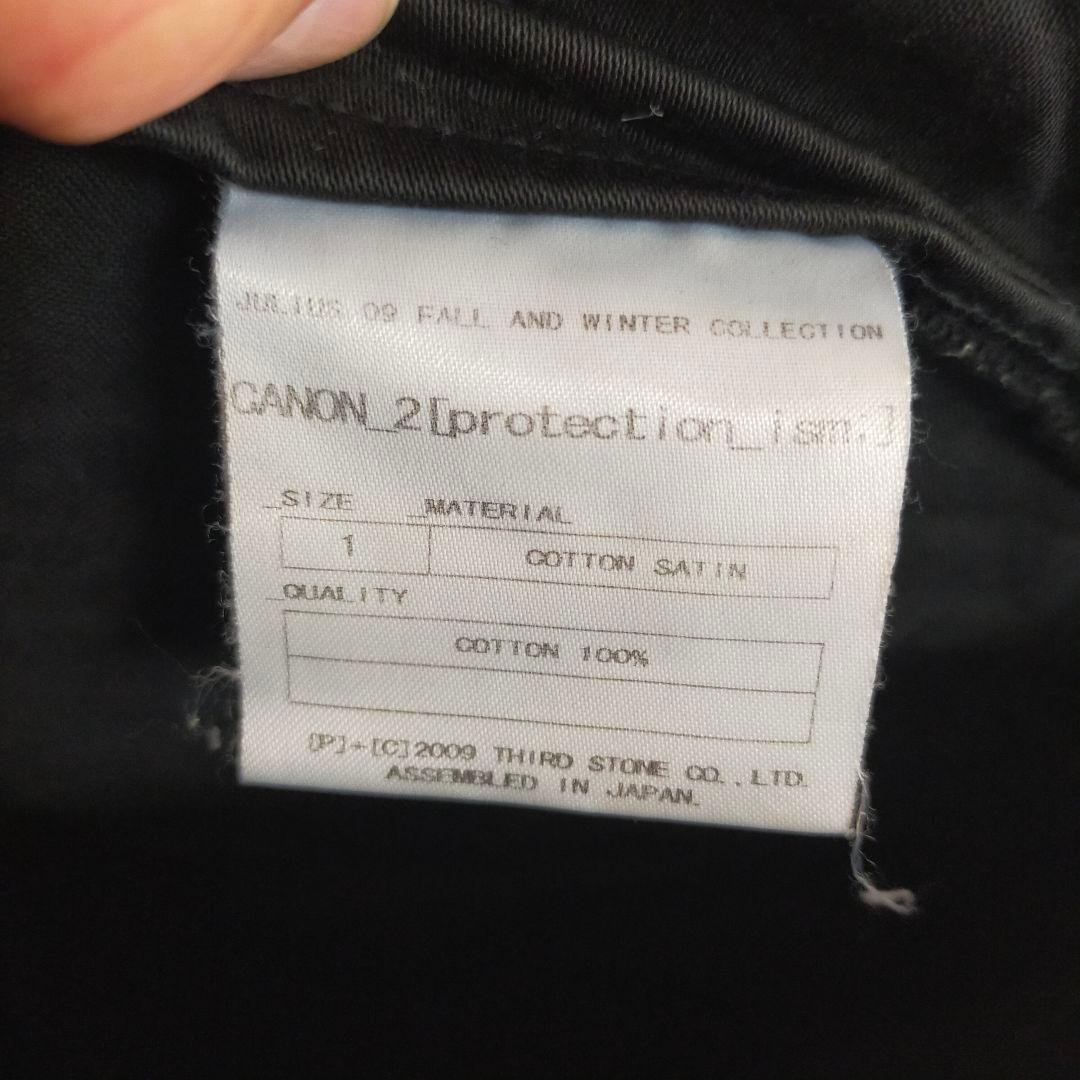 JULIUS 09 FALL AND WINTER COLLECTION
CANON_2[protection_ism;]
_SIZE _MATERIAL
1 COTTON SATIN
QUALITY
COTTON 100%
[P]+[C]2009 THIRD STONE CO.,LTD.
ASSEMBLED IN JAPAN.